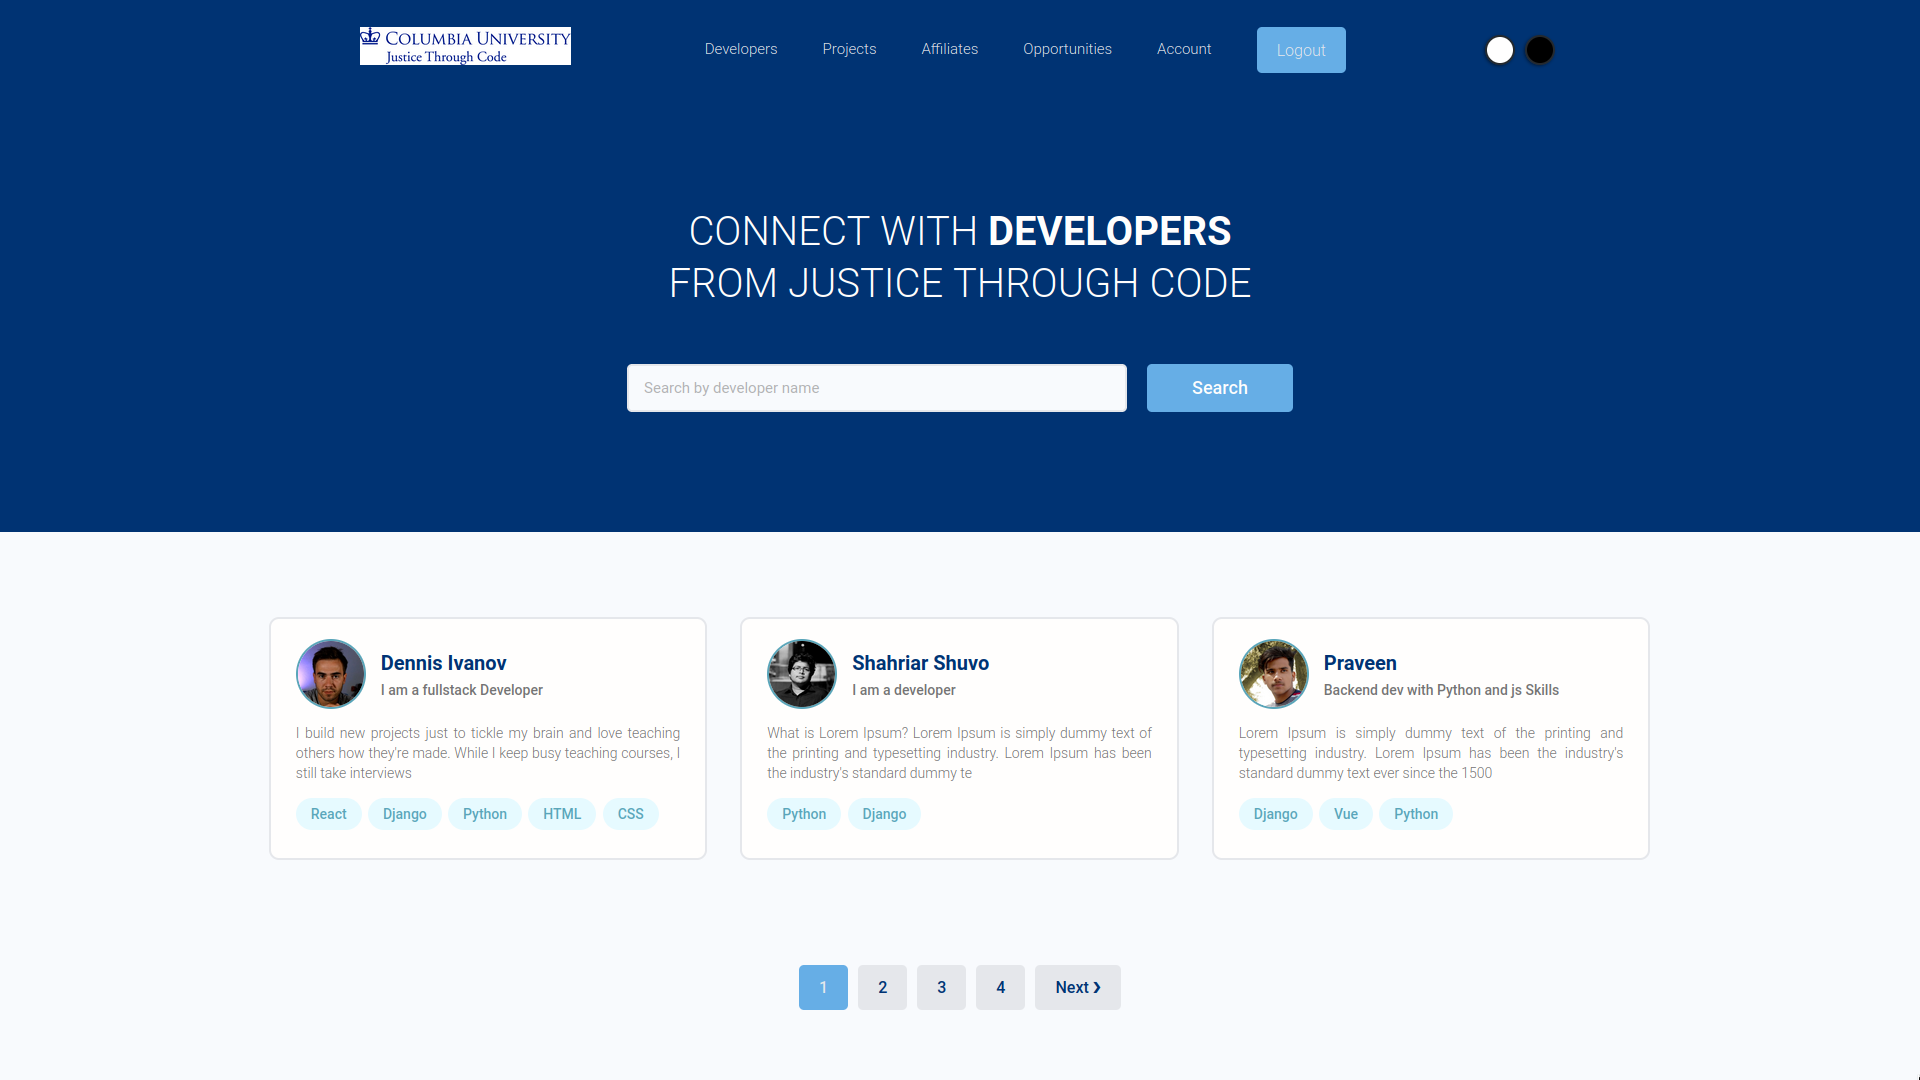 COLUMBIA UNIVERSITY
Justice Through Code
Developers Projects Affiliates Opportunities Account Logout
CONNECT WITH DEVELOPERS
FROM JUSTICE THROUGH CODE
Search by developer name Search
Dennis Ivanov
I am a fullstack Developer
I build new projects just to tickle my brain and love teaching
others how they're made. While I keep busy teaching courses, I
still take interviews
React Django Python HTML CSS
Shahriar Shuvo
I am a developer
What is Lorem Ipsum? Lorem Ipsum is simply dummy text of
the printing and typesetting industry. Lorem Ipsum has been
the industry's standard dummy te
Python Django
Praveen
Backend dev with Python and js Skills
Lorem Ipsum is simply dummy text of the printing and
typesetting industry. Lorem Ipsum has been the industry's
standard dummy text ever since the 1500
Django Vue Python
1 2 3 4 Next ❯